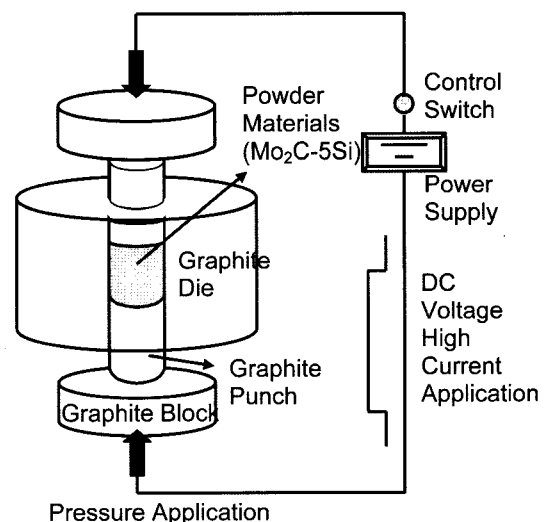 Control
Switch
Powder
Materials
(Mo₂C-5Si)
Power
Supply
Graphite
Die
DC
Voltage
High
Current
Application
Graphite
Punch
Graphite Block
Pressure Application